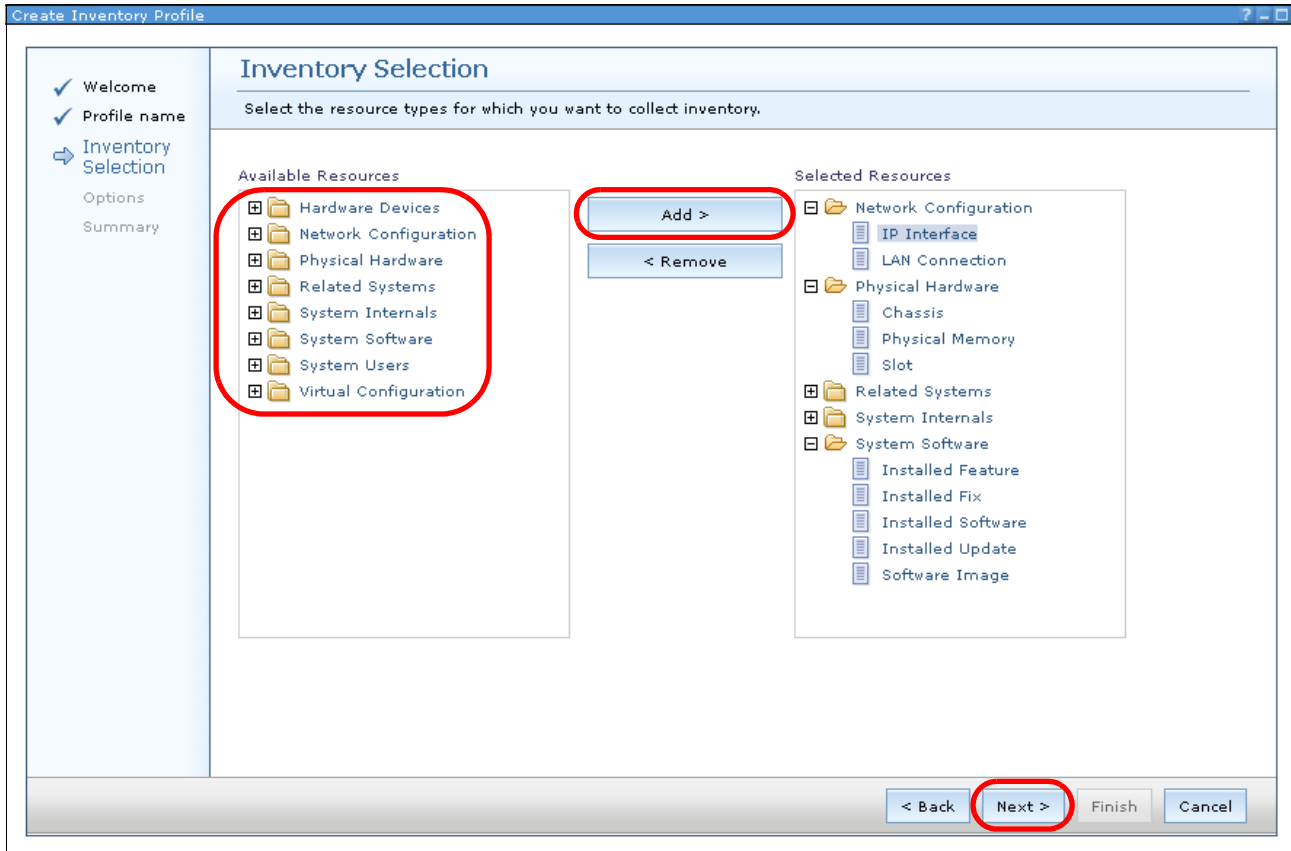 Create Inventory Profile
Welcome
Profile name
Inventory
Selection
Options
Summary
Inventory Selection
Select the resource types for which you want to collect inventory.
Available Resources
Hardware Devices
Network Configuration
Physical Hardware
Related Systems
System Internals
System Software
System Users
Virtual Configuration
Add >
< Remove
Selected Resources
Network Configuration
IP Interface
LAN Connection
Physical Hardware
Chassis
Physical Memory
Slot
Related Systems
System Internals
System Software
Installed Feature
Installed Fix
Installed Software
Installed Update
Software Image
< Back
Next >
Finish
Cancel